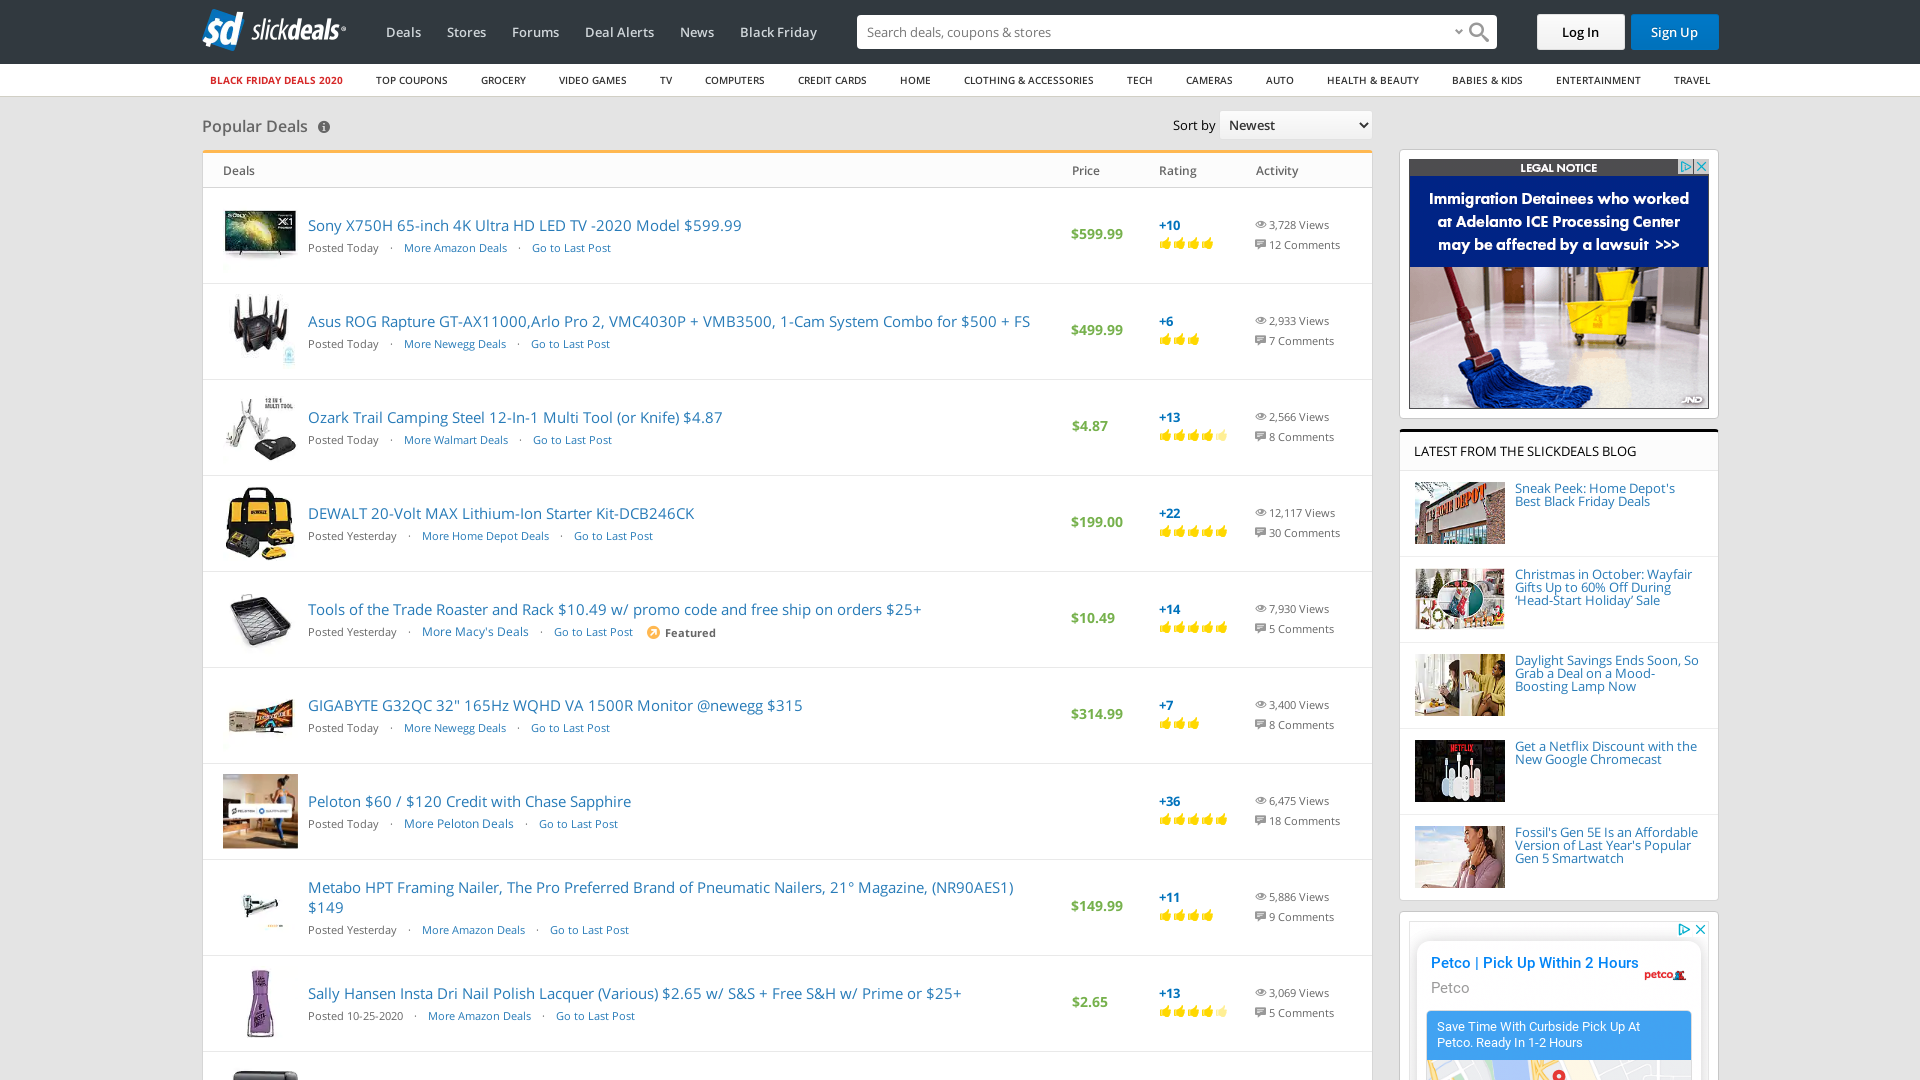 slickdeals
Deals Stores Forums Deal Alerts News Black Friday
Search deals, coupons & stores
Log In Sign Up
BLACK FRIDAY DEALS 2020 TOP COUPONS GROCERY VIDEO GAMES TV COMPUTERS CREDIT CARDS HOME CLOTHING & ACCESSORIES TECH CAMERAS AUTO HEALTH & BEAUTY BABIES & KIDS ENTERTAINMENT TRAVEL
Popular Deals
Sort by Newest
Deals Price Rating Activity
Sony X750H 65-inch 4K Ultra HD LED TV -2020 Model $599.99
Posted Today · More Amazon Deals · Go to Last Post
$599.99
+10
3,728 Views
12 Comments
Asus ROG Rapture GT-AX11000,Arlo Pro 2, VMC4030P + VMB3500, 1-Cam System Combo for $500 + FS
Posted Today · More Newegg Deals · Go to Last Post
$499.99
+6
2,933 Views
7 Comments
12 IN 1
MULTI TOOL
Ozark Trail Camping Steel 12-In-1 Multi Tool (or Knife) $4.87
Posted Today · More Walmart Deals · Go to Last Post
$4.87
+13
2,566 Views
8 Comments
DEWALT 20-Volt MAX Lithium-Ion Starter Kit-DCB246CK
Posted Yesterday · More Home Depot Deals · Go to Last Post
$199.00
+22
12,117 Views
30 Comments
Tools of the Trade Roaster and Rack $10.49 w/ promo code and free ship on orders $25+
Posted Yesterday · More Macy's Deals · Go to Last Post Featured
$10.49
+14
7,930 Views
5 Comments
GIGABYTE G32QC 32" 165Hz WQHD VA 1500R Monitor @newegg $315
Posted Today · More Newegg Deals · Go to Last Post
$314.99
+7
3,400 Views
8 Comments
Peloton $60 / $120 Credit with Chase Sapphire
Posted Today · More Peloton Deals · Go to Last Post
+36
6,475 Views
18 Comments
Metabo HPT Framing Nailer, The Pro Preferred Brand of Pneumatic Nailers, 21° Magazine, (NR90AES1)
$149
Posted Yesterday · More Amazon Deals · Go to Last Post
$149.99
+11
5,886 Views
9 Comments
Sally Hansen Insta Dri Nail Polish Lacquer (Various) $2.65 w/ S&S + Free S&H w/ Prime or $25+
Posted 10-25-2020 · More Amazon Deals · Go to Last Post
$2.65
+13
3,069 Views
5 Comments
LEGAL NOTICE
Immigration Detainees who worked
at Adelanto ICE Processing Center
may be affected by a lawsuit >>>
JND
LATEST FROM THE SLICKDEALS BLOG
Sneak Peek: Home Depot's
Best Black Friday Deals
Christmas in October: Wayfair
Gifts Up to 60% Off During
‘Head-Start Holiday’ Sale
Daylight Savings Ends Soon, So
Grab a Deal on a Mood-
Boosting Lamp Now
NETFLIX
Get a Netflix Discount with the
New Google Chromecast
Fossil's Gen 5E Is an Affordable
Version of Last Year's Popular
Gen 5 Smartwatch
Petco | Pick Up Within 2 Hours
petco
Petco
Save Time With Curbside Pick Up At
Petco. Ready In 1-2 Hours